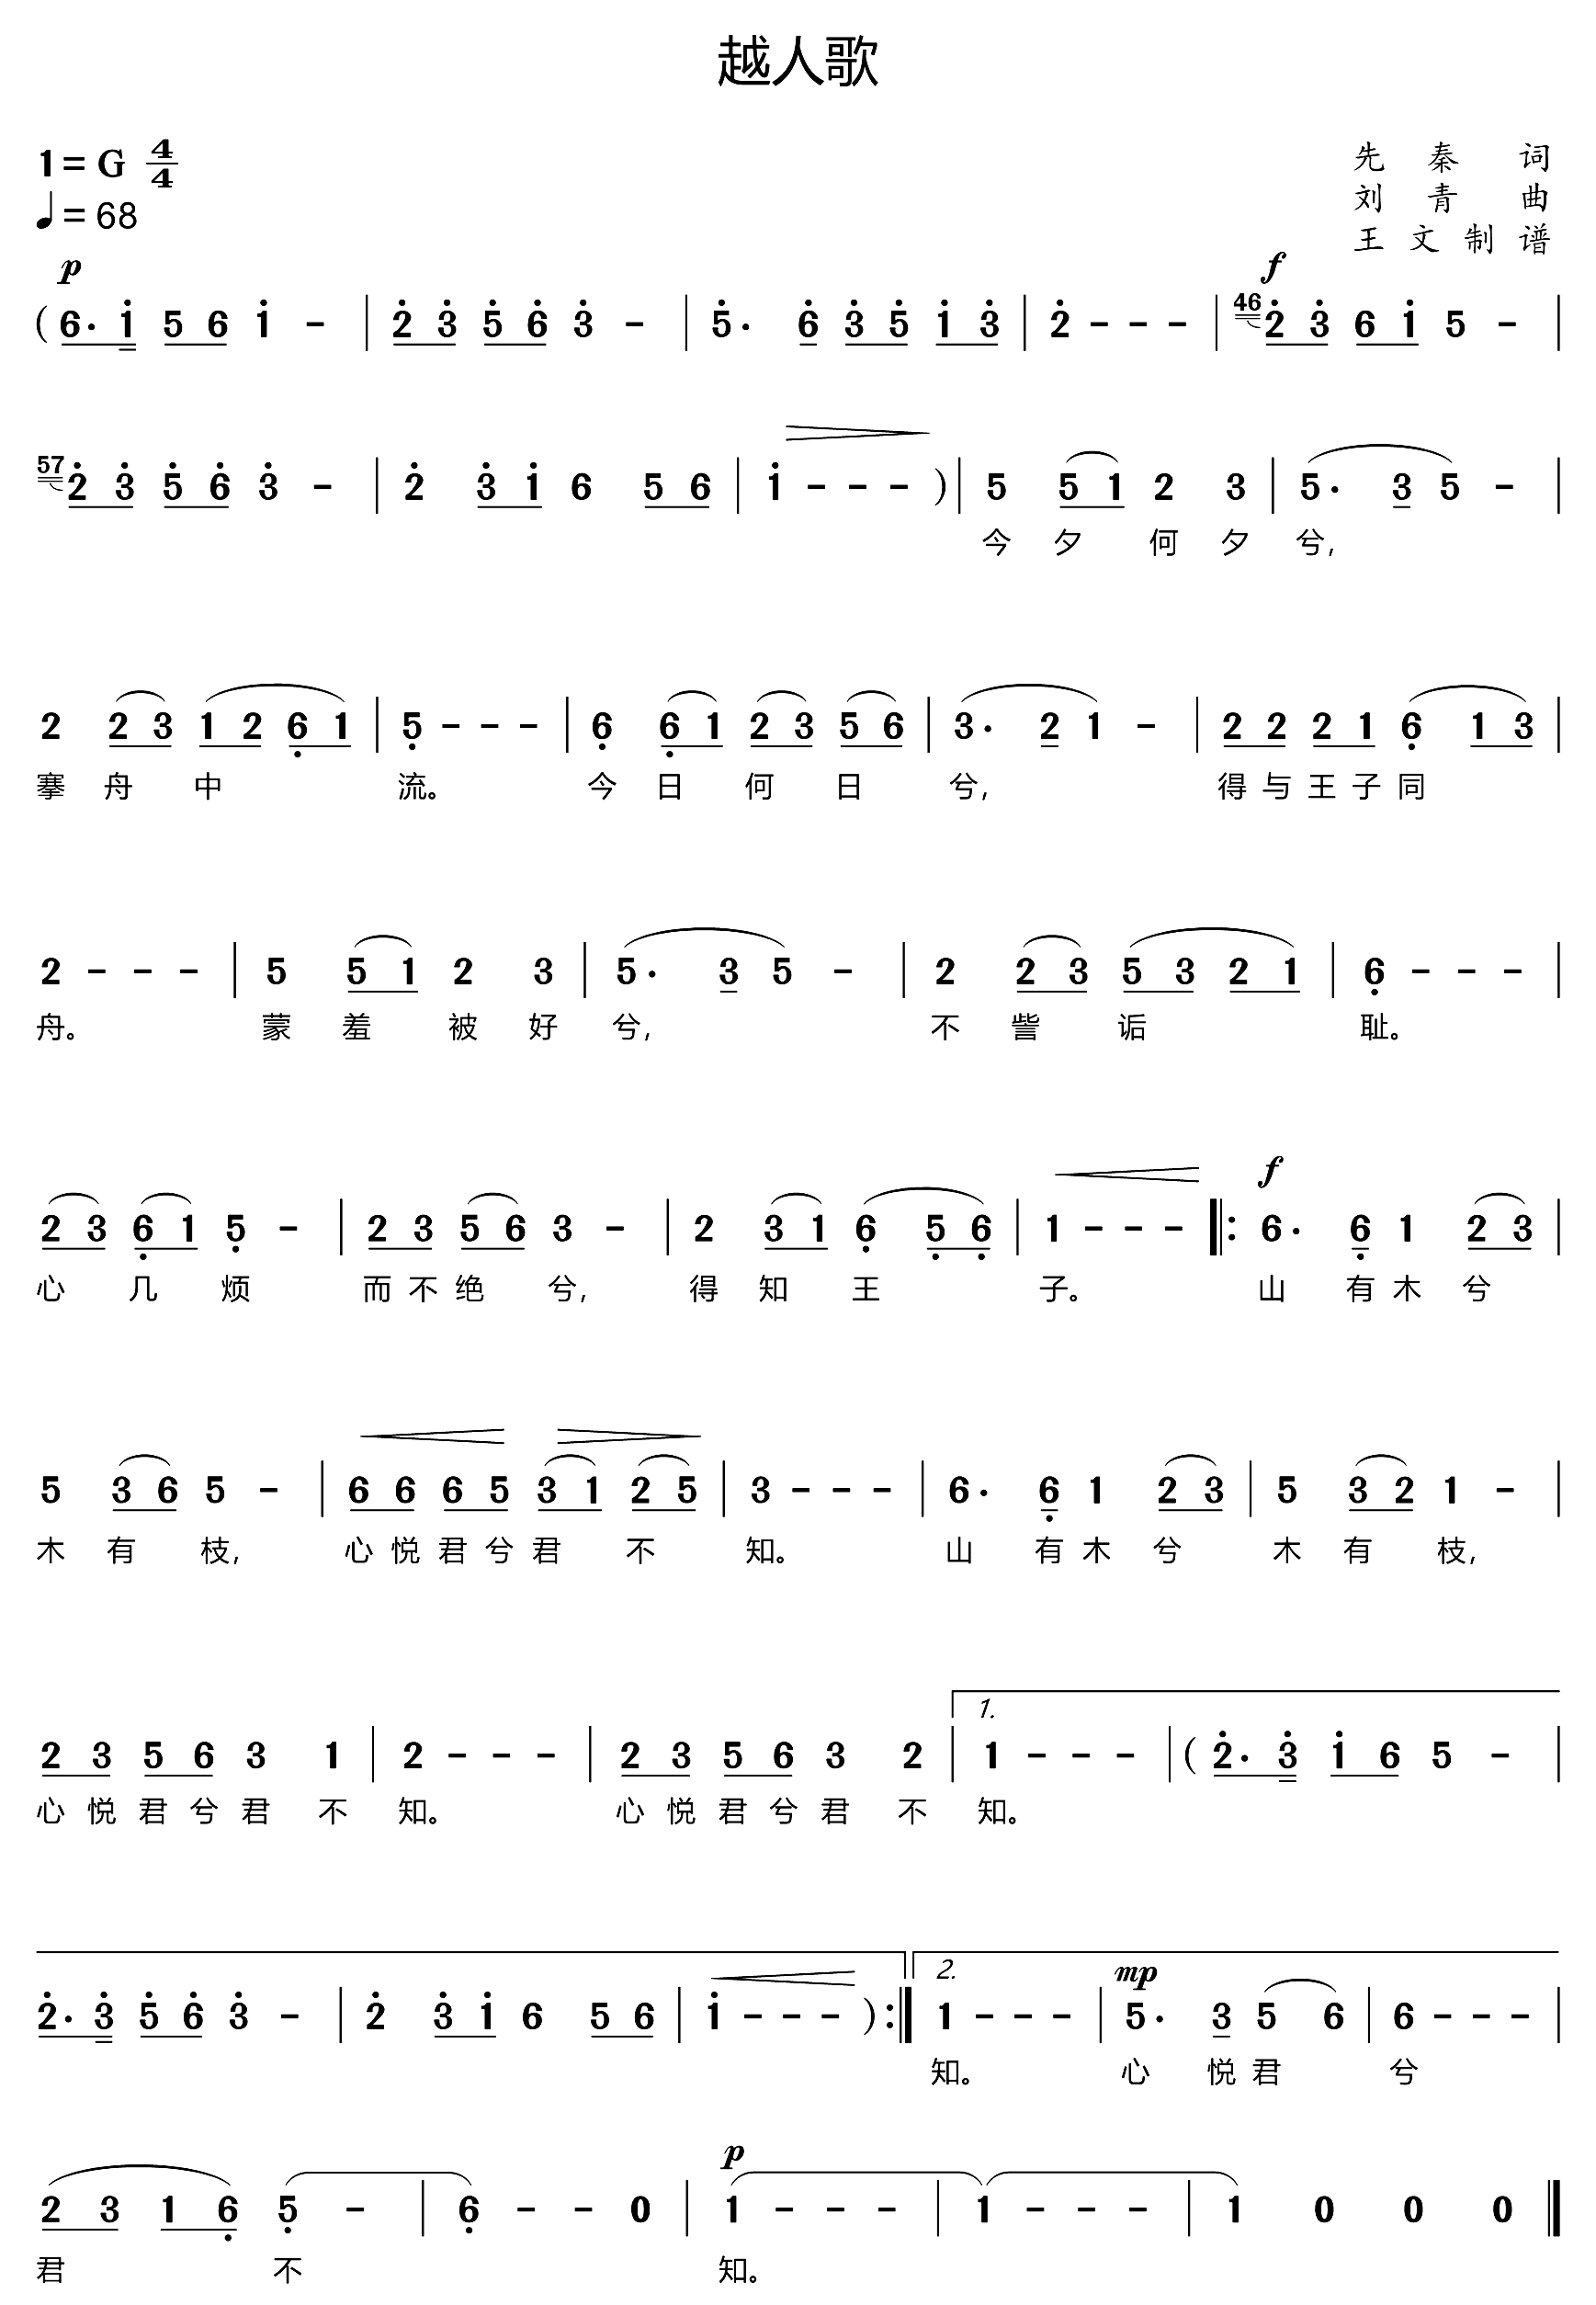 越人歌
1=G 4/4
先秦词
♩=68
刘青曲
王文制谱
p f
(6. 1̇ 5 6 1̇ - | 2̇ 3̇ 5̇ 6̇ 3̇ - | 5̇. 6̇ 3̇ 5̇ 1̇ 3̇ | 2̇ - - - | 46 2̇ 3̇ 6 1̇ 5 - |
57 2̇ 3̇ 5̇ 6̇ 3̇ - | 2̇ 3̇ 1̇ 6 5 6 | 1̇ - - - ) | 5 5 1 2 3 | 5. 3 5 - |
今 夕 何 夕 兮,
2 2 3 1 2 6̣ 1 | 5̣ - - - | 6̣ 6̣ 1 2 3 5 6 | 3. 2 1 - | 2 2 2 1 6̣ 1 3 |
搴 舟 中 流。 今 日 何 日 兮, 得 与 王 子 同
2 - - - | 5 5 1 2 3 | 5. 3 5 - | 2 2 3 5 3 2 1 | 6̣ - - - |
舟。 蒙 羞 被 好 兮, 不 訾 诟 耻。
f
2 3 6̣ 1 5̣ - | 2 3 5 6 3 - | 2 3 1 6̣ 5̣ 6̣ | 1 - - - ‖: 6. 6̣ 1 2 3 |
心 几 烦 而 不 绝 兮, 得 知 王 子。 山 有 木 兮
5 3 6 5 - | 6 6 6 5 3 1 2 5 | 3 - - - | 6. 6̣ 1 2 3 | 5 3 2 1 - |
木 有 枝, 心 悦 君 兮 君 不 知。 山 有 木 兮 木 有 枝,
1.
2 3 5 6 3 1 | 2 - - - | 2 3 5 6 3 2 | 1 - - - | (2̇. 3̇ 1̇ 6 5 - |
心 悦 君 兮 君 不 知。 心 悦 君 兮 君 不 知。
2. mp
2̇. 3̇ 5̇ 6̇ 3̇ - | 2̇ 3̇ 1̇ 6 5 6 | 1̇ - - - ) :‖ 1 - - - | 5. 3 5 6 | 6 - - - |
知。 心 悦 君 兮
p
2 3 1 6̣ 5̣ - | 6̣ - - 0 | 1 - - - | 1 - - - | 1 0 0 0 ‖
君 不 知。